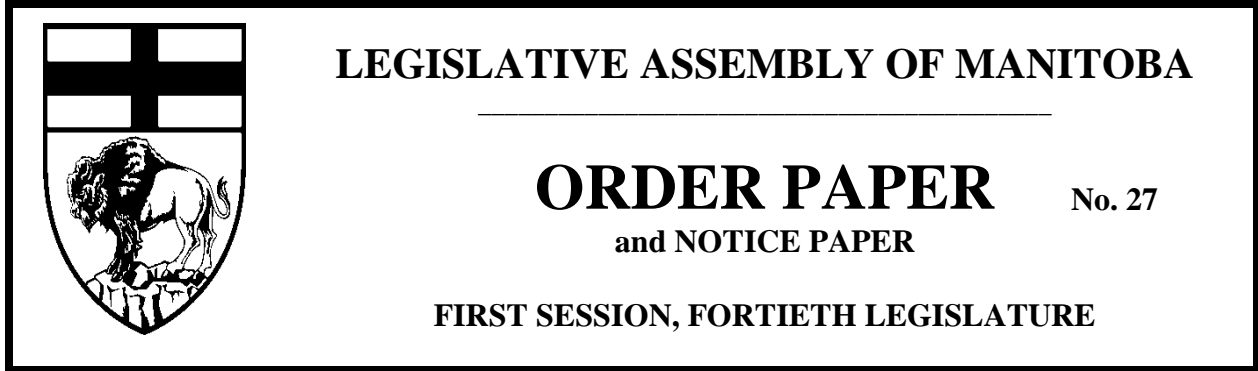 LEGISLATIVE ASSEMBLY OF MANITOBA
ORDER PAPER No. 27
and NOTICE PAPER
FIRST SESSION, FORTIETH LEGISLATURE